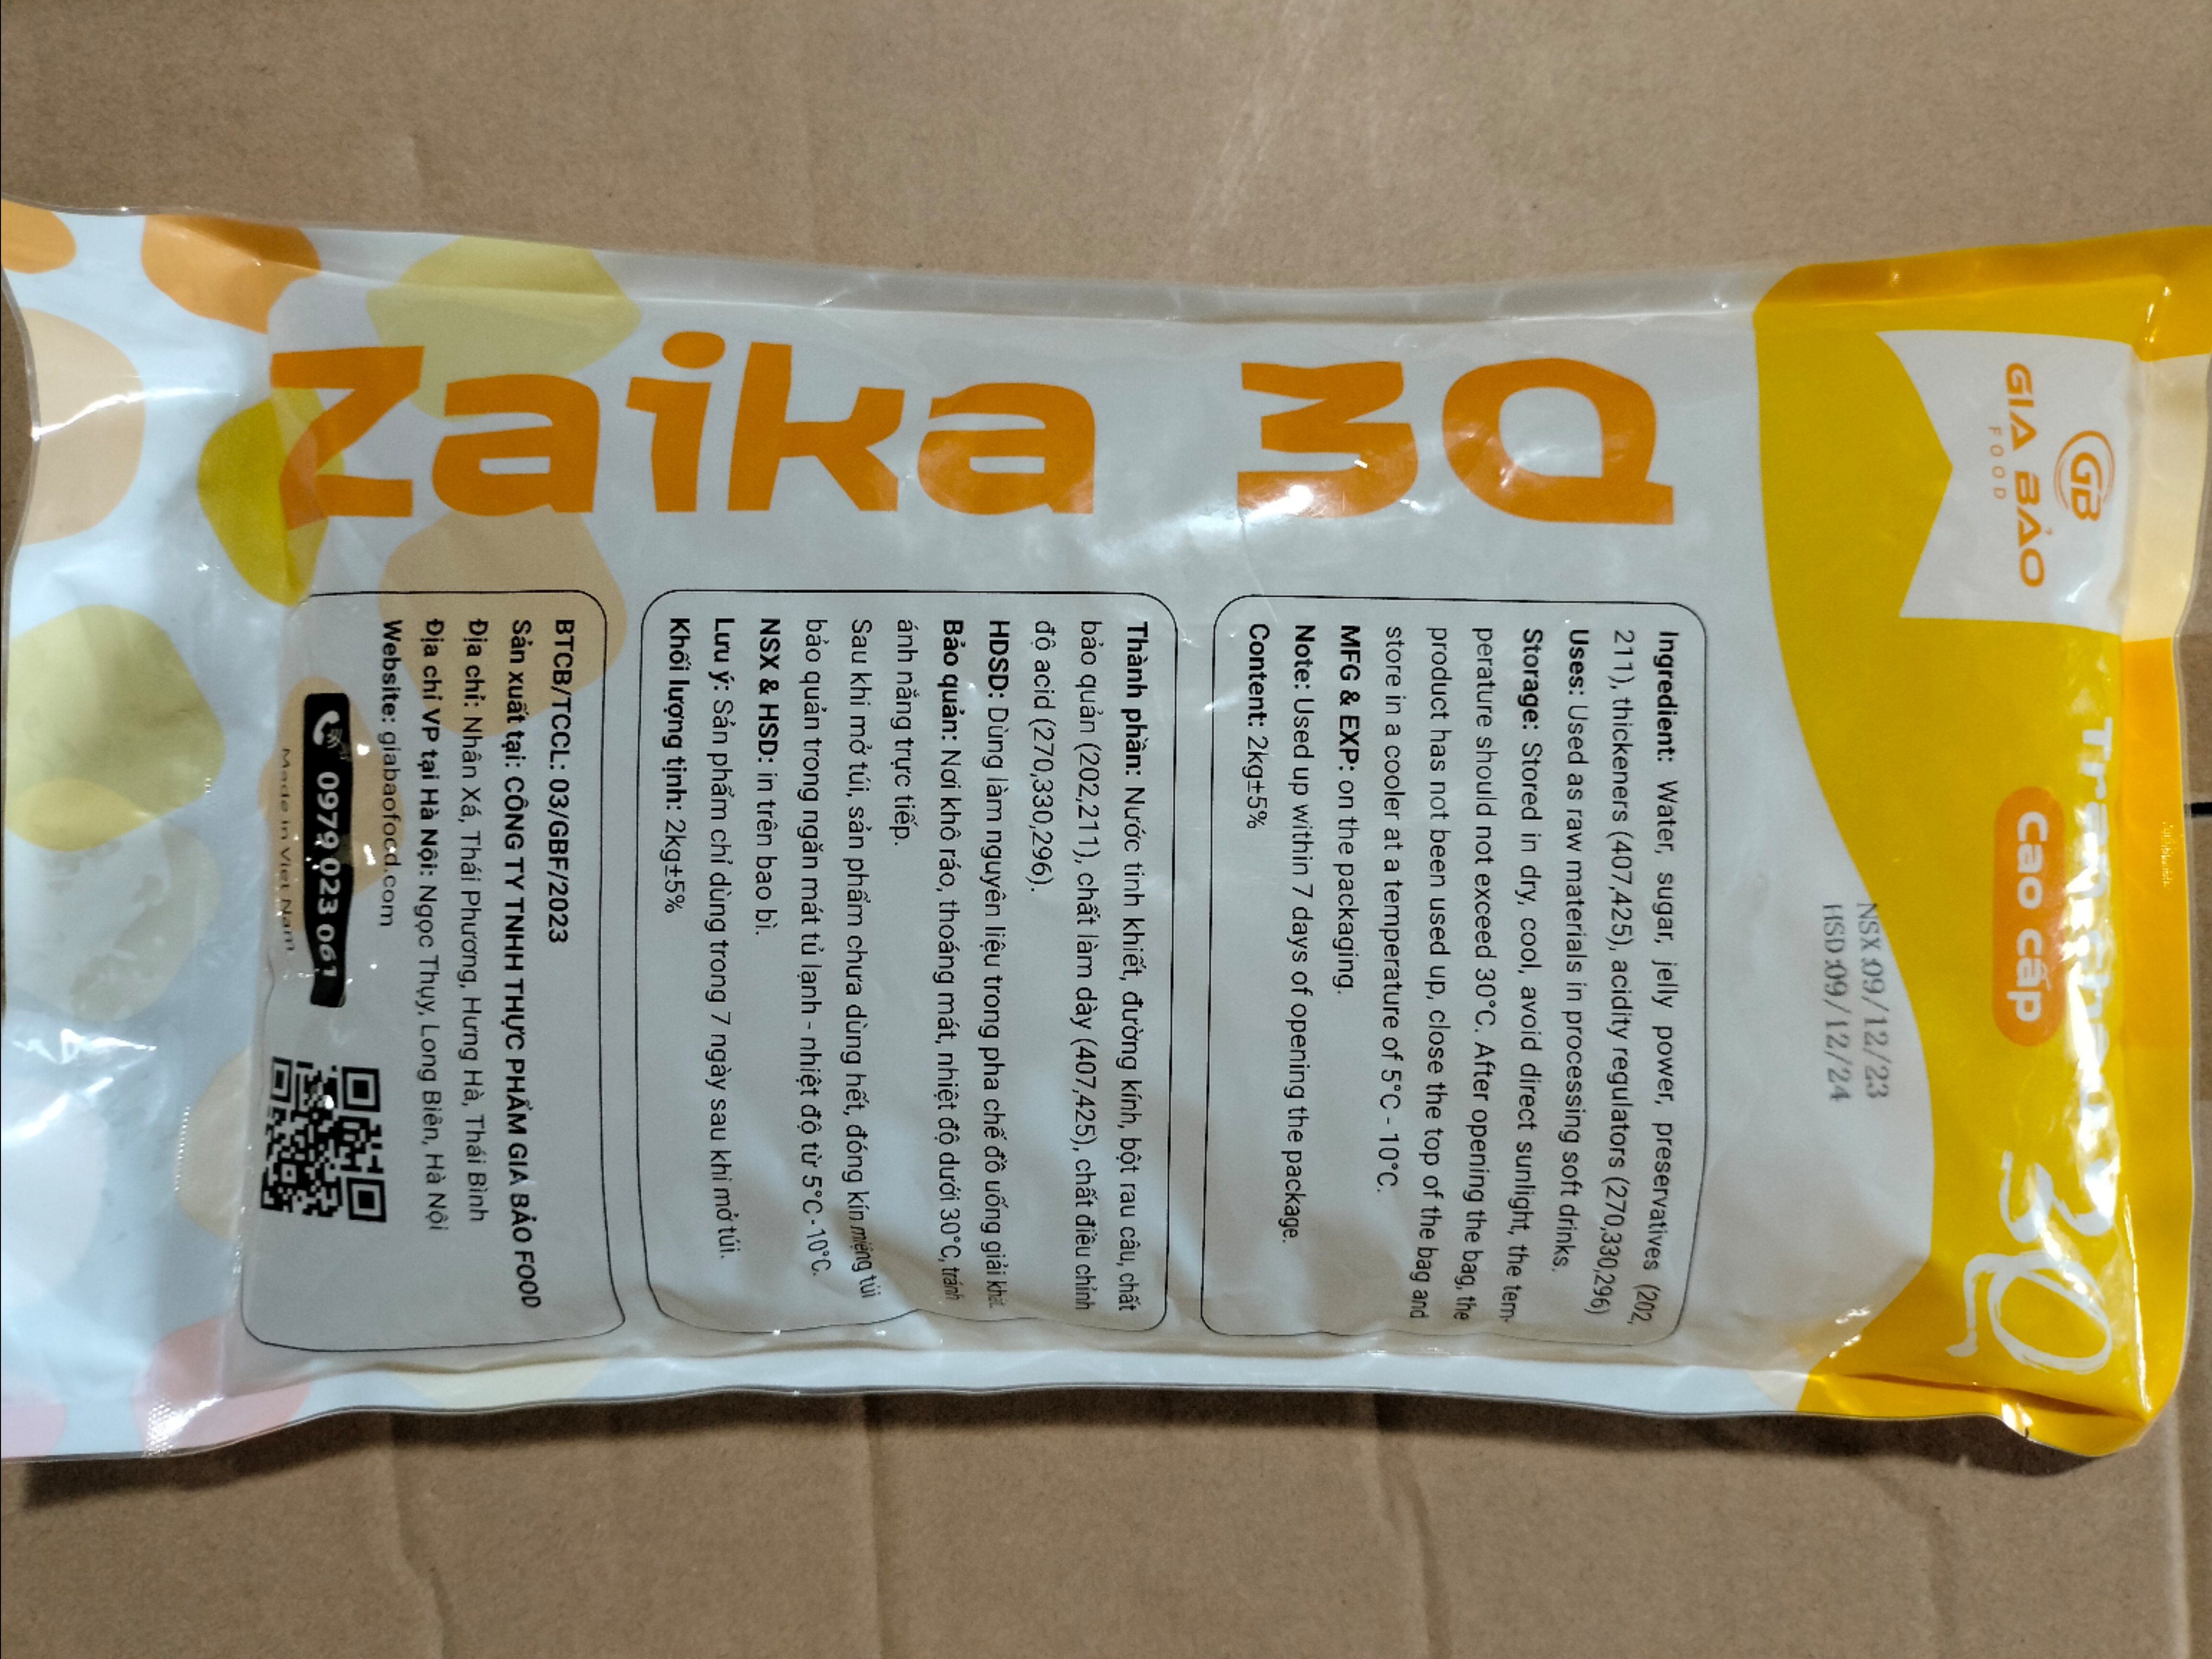 GB
GIA BẢO
FOOD
Trân châu 3Q
Cao cấp
NSX:09/12/23
HSD:09/12/24
Zaika 3Q
Ingredient: Water, sugar, jelly power, preservatives (202,
211), thickeners (407,425), acidity regulators (270,330,296)
Uses: Used as raw materials in processing soft drinks.
Storage: Stored in dry, cool, avoid direct sunlight, the tem-
perature should not exceed 30°C. After opening the bag, the
product has not been used up, close the top of the bag and
store in a cooler at a temperature of 5°C - 10°C.
MFG & EXP: on the packaging.
Note: Used up within 7 days of opening the package.
Content: 2kg±5%
Thành phần: Nước tinh khiết, đường kính, bột rau câu, chất
bảo quản (202,211), chất làm dày (407,425), chất điều chỉnh
độ acid (270,330,296).
HDSD: Dùng làm nguyên liệu trong pha chế đồ uống giải khát.
Bảo quản: Nơi khô ráo, thoáng mát, nhiệt độ dưới 30°C, tránh
ánh nắng trực tiếp.
Sau khi mở túi, sản phẩm chưa dùng hết, đóng kín miệng túi
bảo quản trong ngăn mát tủ lạnh - nhiệt độ từ 5°C - 10°C.
NSX & HSD: in trên bao bì.
Lưu ý: Sản phẩm chỉ dùng trong 7 ngày sau khi mở túi.
Khối lượng tịnh: 2kg±5%
BTCB/TCCL: 03/GBF/2023
Sản xuất tại: CÔNG TY TNHH THỰC PHẨM GIA BẢO FOOD
Địa chỉ: Nhân Xá, Thái Phương, Hưng Hà, Thái Bình
Địa chỉ VP tại Hà Nội: Ngọc Thụy, Long Biên, Hà Nội
Website: giabaofood.com
0979 023 061
Made in Viet Nam